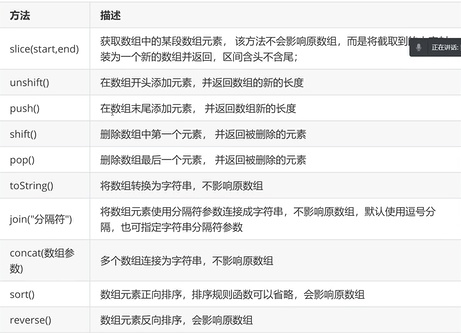 方法 描述
slice(start,end)
获取数组中的某段数组元素， 该方法不会影响原数组，而是将截取到
正在讲话:
装为一个新的数组并返回，区间含头不含尾；
unshift() 在数组开头添加元素，并返回数组的新的长度
push() 在数组末尾添加元素， 并返回数组新的长度
shift() 删除数组中第一个元素， 并返回被删除的元素
pop() 删除数组最后一个元素， 并返回被删除的元素
toString() 将数组转换为字符串，不影响原数组
join("分隔符")
将数组元素使用分隔符参数连接成字符串，不影响原数组，默认使用逗号分
隔，也可指定字符串分隔符参数
concat(数组参
数)
多个数组连接为字符串，不影响原数组
sort() 数组元素正向排序，排序规则函数可以省略，会影响原数组
reverse() 数组元素反向排序，会影响原数组